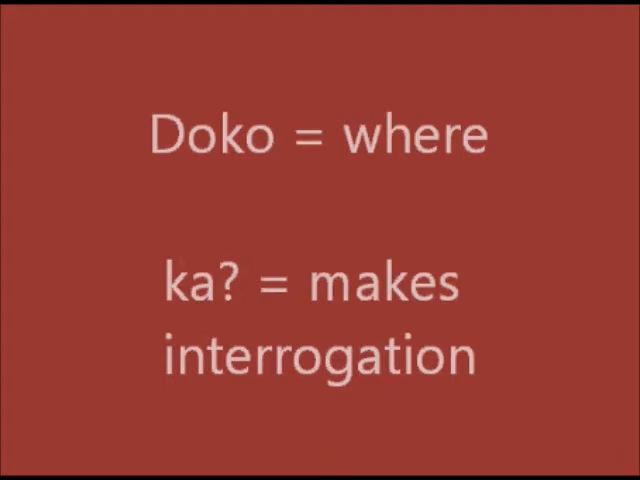 Doko = where
ka? = makes
interrogation